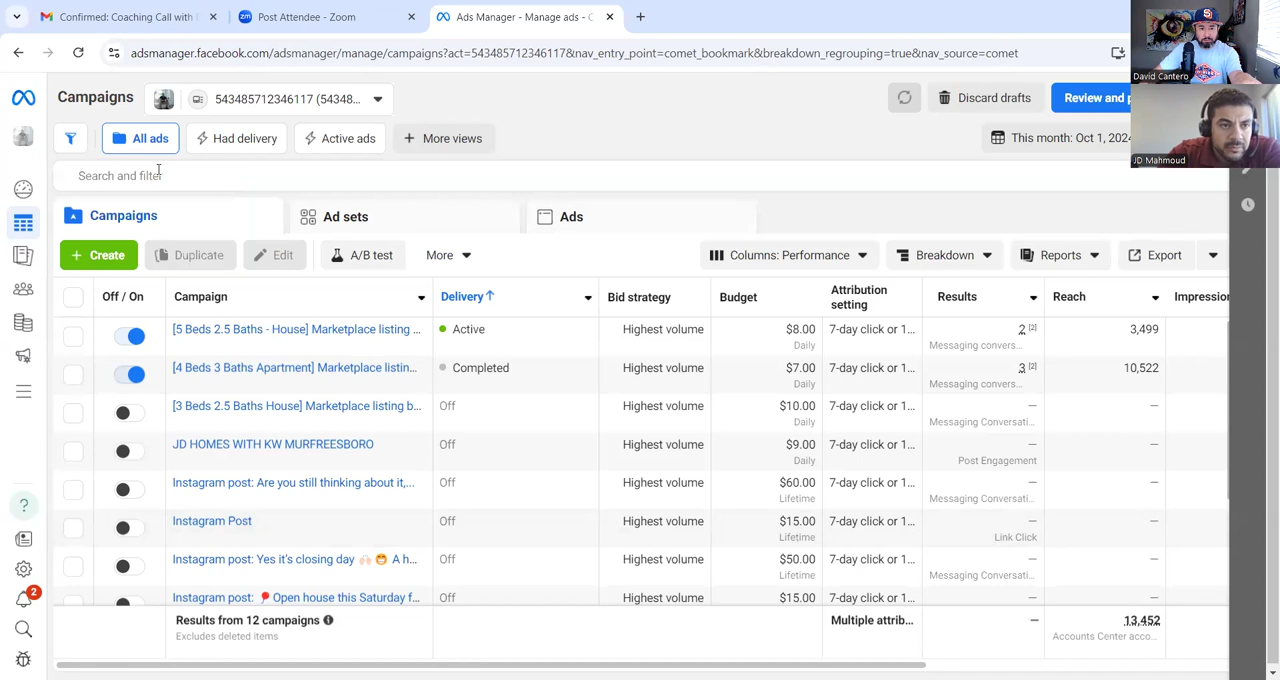 Confirmed: Coaching Call with
Post Attendee - Zoom
Ads Manager - Manage ads - C
adsmanager.facebook.com/adsmanager/manage/campaigns?act=543485712346117&nav_entry_point=comet_bookmark&breakdown_regrouping=true&nav_source=comet
David Cantero
JD Mahmoud
Campaigns
543485712346117 (54348...
Discard drafts
Review and p
All ads
Had delivery
Active ads
More views
This month: Oct 1, 2024
Search and filter
Campaigns
Ad sets
Ads
Create
Duplic
Edit
A/B test
More
Columns: Performance
Breakdown
Reports
Export
Off / On
Campaign
Delivery ↑
Bid strategy
Budget
Attribution
setting
Results
Reach
Impression
[5 Beds 2.5 Baths - House] Marketplace listing ...
Active
Highest volume
$8.00
Daily
7-day click or 1...
2 [2]
Messaging convers...
3,499
[4 Beds 3 Baths Apartment] Marketplace listin...
Completed
Highest volume
$7.00
Daily
7-day click or 1...
3 [2]
Messaging convers...
10,522
[3 Beds 2.5 Baths House] Marketplace listing b...
Off
Highest volume
$10.00
Daily
7-day click or 1...
—
Messaging Conversati...
—
JD HOMES WITH KW MURFREESBORO
Off
Highest volume
$9.00
Daily
7-day click or 1...
—
Post Engagement
—
Instagram post: Are you still thinking about it,...
Off
Highest volume
$60.00
Lifetime
7-day click or 1...
—
Messaging Conversati...
—
Instagram Post
Off
Highest volume
$15.00
Lifetime
7-day click or 1...
—
Link Click
—
Instagram post: Yes it's closing day 🙌🏻 😁 A h...
Off
Highest volume
$50.00
Lifetime
7-day click or 1...
—
Messaging Conversati...
—
Instagram post: 🎈Open house this Saturday f...
Off
Highest volume
$15.00
7-day click or 1...
—
—
Results from 12 campaigns
Excludes deleted items
Multiple attrib...
—
13,452
Accounts Center acco...
2